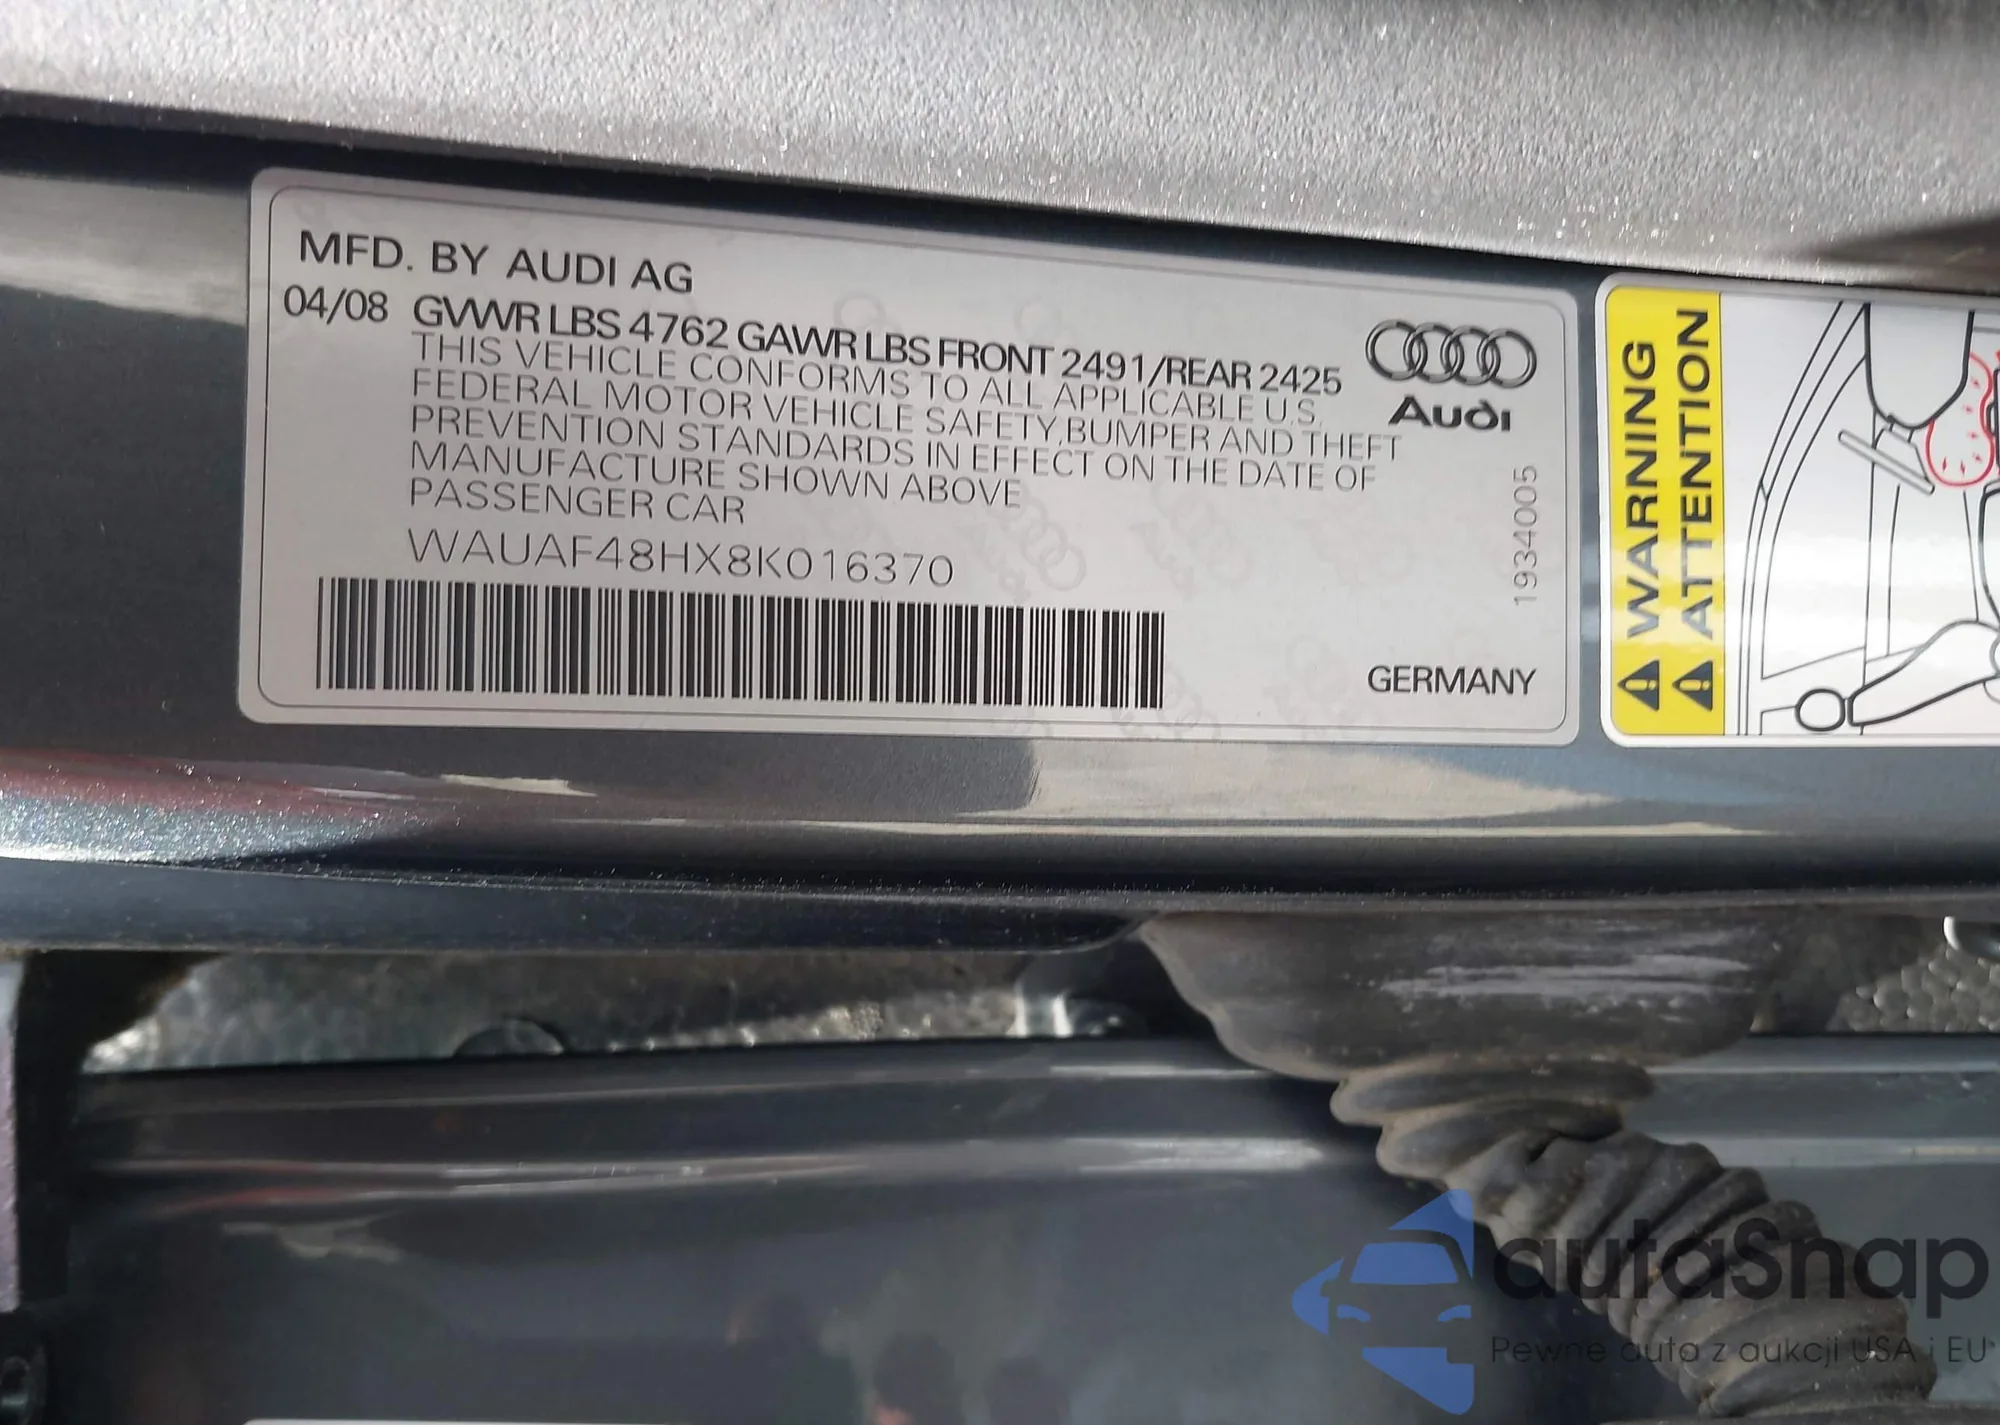 MFD. BY AUDI AG
04/08 GVWR LBS 4762 GAWR LBS FRONT 2491/REAR 2425
THIS VEHICLE CONFORMS TO ALL APPLICABLE U.S.
FEDERAL MOTOR VEHICLE SAFETY,BUMPER AND THEFT
PREVENTION STANDARDS IN EFFECT ON THE DATE OF
MANUFACTURE SHOWN ABOVE
PASSENGER CAR
WAUAF48HX8K016370
Audi
1934005
GERMANY
WARNING
ATTENTION
autaSnap
Pewne auta z aukcji USA i EU